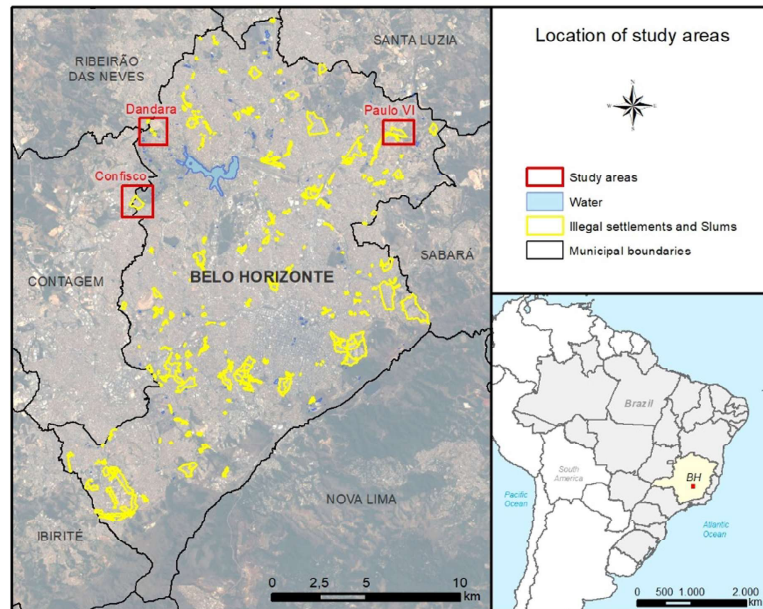 SANTA LUZIA
RIBEIRÃO
DAS NEVES
Dandara
Paulo VI
Confisco
SABARÁ
CONTAGEM
BELO HORIZONTE
NOVA LIMA
IBIRITÉ
0 2,5 5 10
km
Location of study areas
N
W E
S
Study areas
Water
Illegal settlements and Slums
Municipal boundaries
Brazil
South
America
BH
Pacific
Ocean
Atlantic
Ocean
0 500 1.000 2.000
km